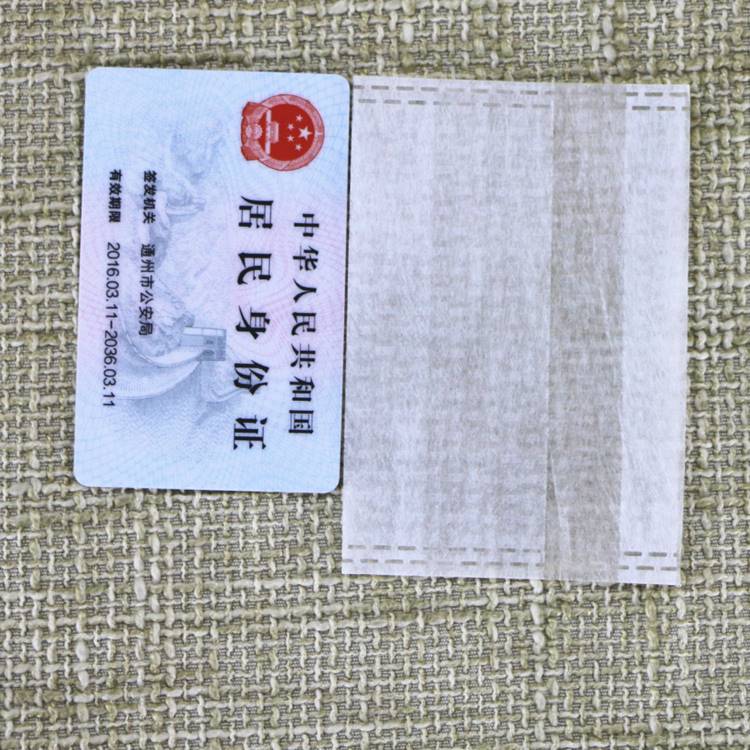 中华人民共和国
居民身份证
签发机关 通州市公安局
有效期限 2016.03.11-2036.03.11